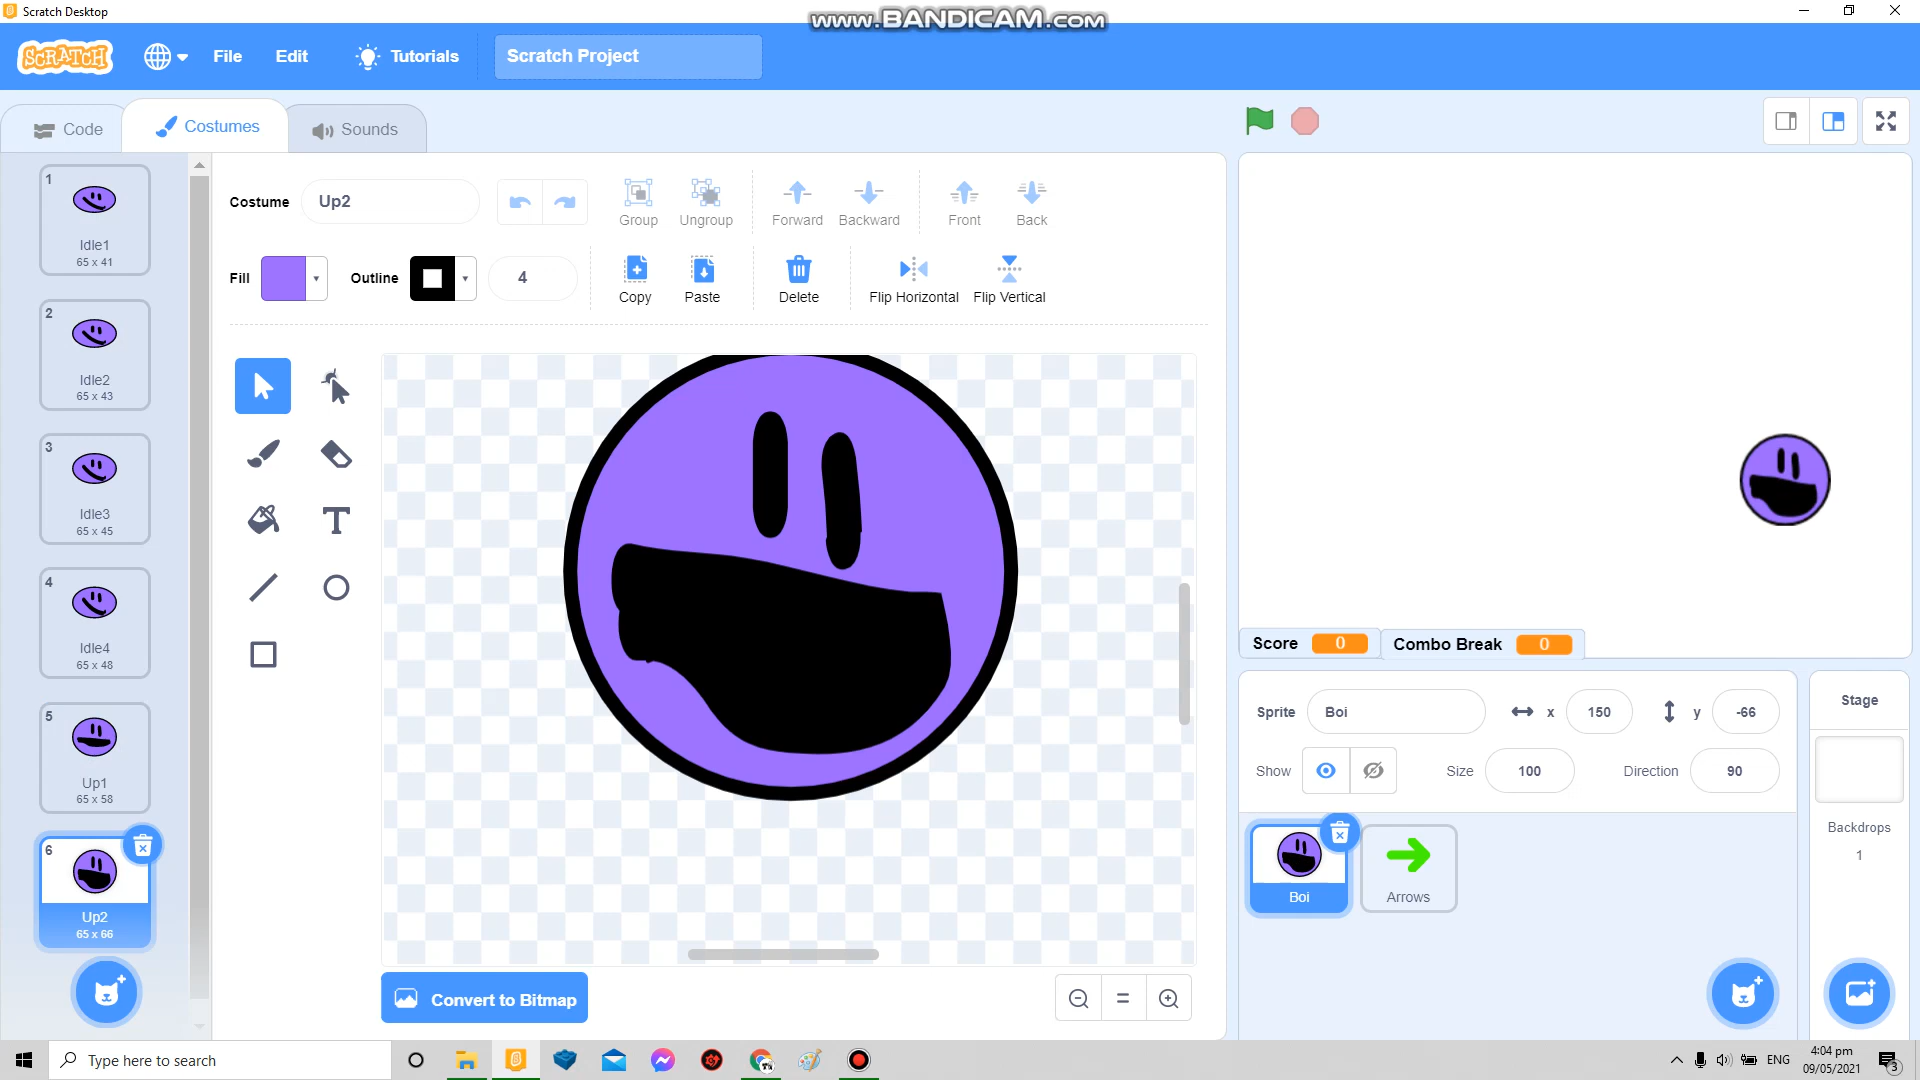 Scratch Desktop
www.BANDICAM.com
SCRATCH
File
Edit
Tutorials
Scratch Project
Code
Costumes
Sounds
1
Idle1
65 x 41
2
Idle2
65 x 43
3
Idle3
65 x 45
4
Idle4
65 x 48
5
Up1
65 x 58
6
Up2
65 x 66
Costume
Up2
Group
Ungroup
Forward
Backward
Front
Back
Fill
Outline
4
Copy
Paste
Delete
Flip Horizontal
Flip Vertical
Convert to Bitmap
Score 0
Combo Break 0
Sprite
Boi
x
150
y
-66
Show
Size
100
Direction
90
Boi
Arrows
Stage
Backdrops
1
Type here to search
ENG
4:04 pm
09/05/2021
3